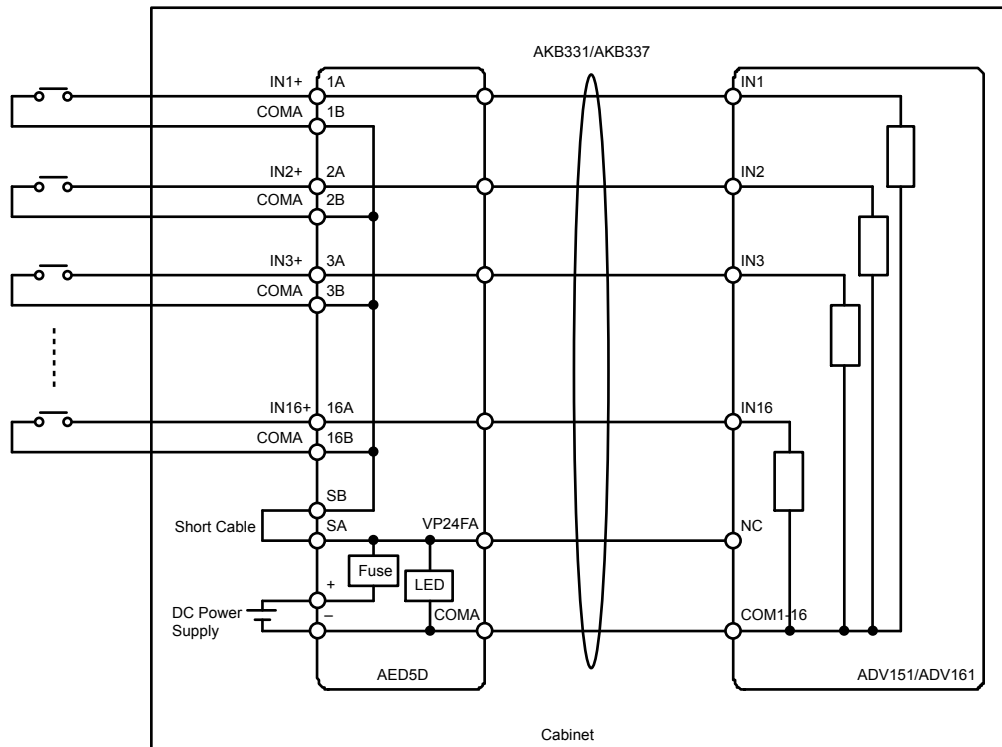 AKB331/AKB337
IN1+ 1A IN1
COMA 1B
IN2+ 2A IN2
COMA 2B
IN3+ 3A IN3
COMA 3B
IN16+ 16A IN16
COMA 16B
SB
Short Cable SA VP24FA NC
Fuse LED
+
DC Power Supply
– COMA COM1-16
AED5D ADV151/ADV161
Cabinet